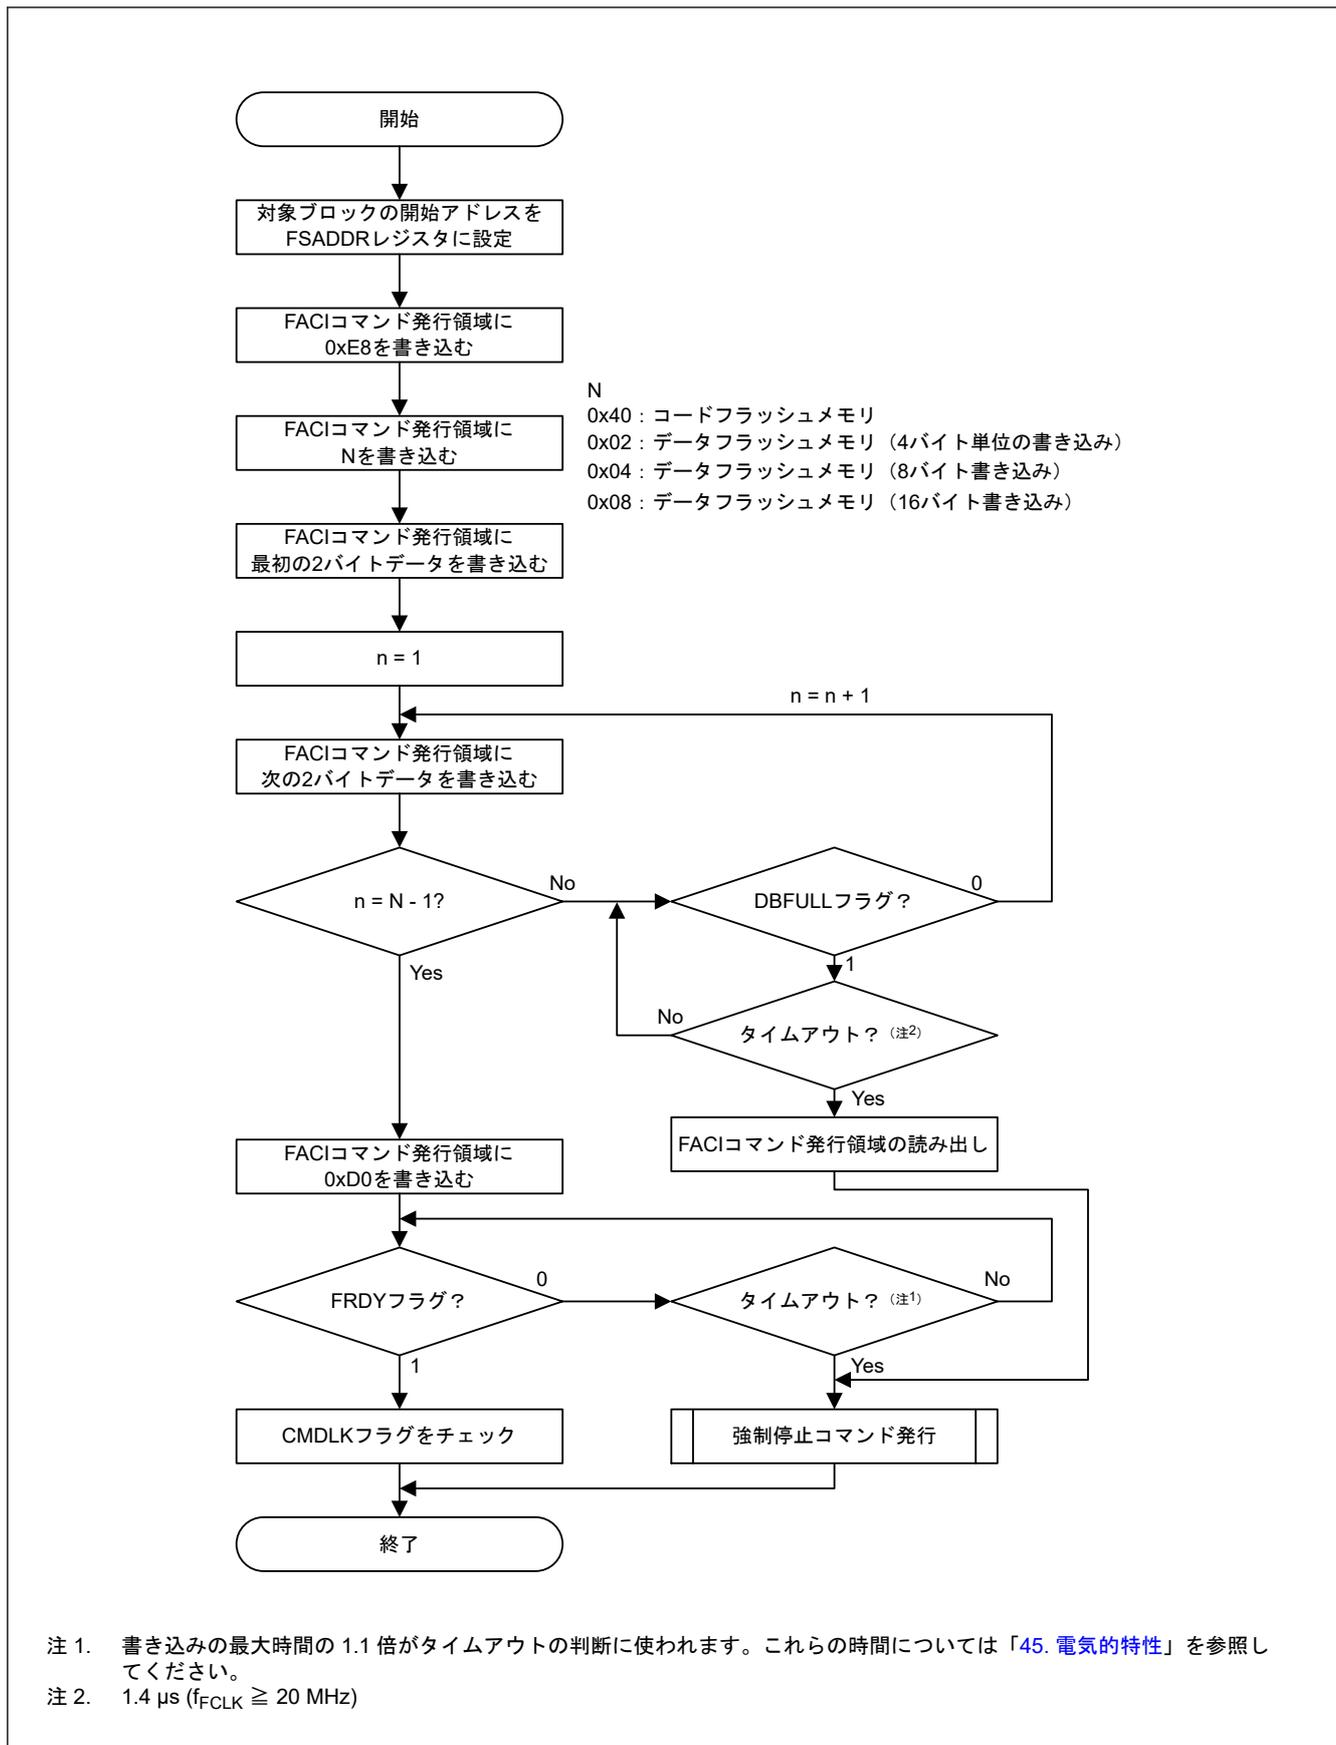 開始
対象ブロックの開始アドレスを
FSADDRレジスタに設定
FACIコマンド発行領域に
0xE8を書き込む
FACIコマンド発行領域に
Nを書き込む
N
0x40：コードフラッシュメモリ
0x02：データフラッシュメモリ（4バイト単位の書き込み）
0x04：データフラッシュメモリ（8バイト書き込み）
0x08：データフラッシュメモリ（16バイト書き込み）
FACIコマンド発行領域に
最初の2バイトデータを書き込む
n = 1
n = n + 1
FACIコマンド発行領域に
次の2バイトデータを書き込む
n = N - 1?
No
DBFULLフラグ？
0
Yes
1
No
タイムアウト？（注2）
Yes
FACIコマンド発行領域の読み出し
FACIコマンド発行領域に
0xD0を書き込む
FRDYフラグ？
0
タイムアウト？（注1）
No
1
Yes
CMDLKフラグをチェック
強制停止コマンド発行
終了
注 1. 書き込みの最大時間の 1.1 倍がタイムアウトの判断に使われます。これらの時間については「45. 電気的特性」を参照し
てください。
注 2. 1.4 µs (fFCLK ≧ 20 MHz)